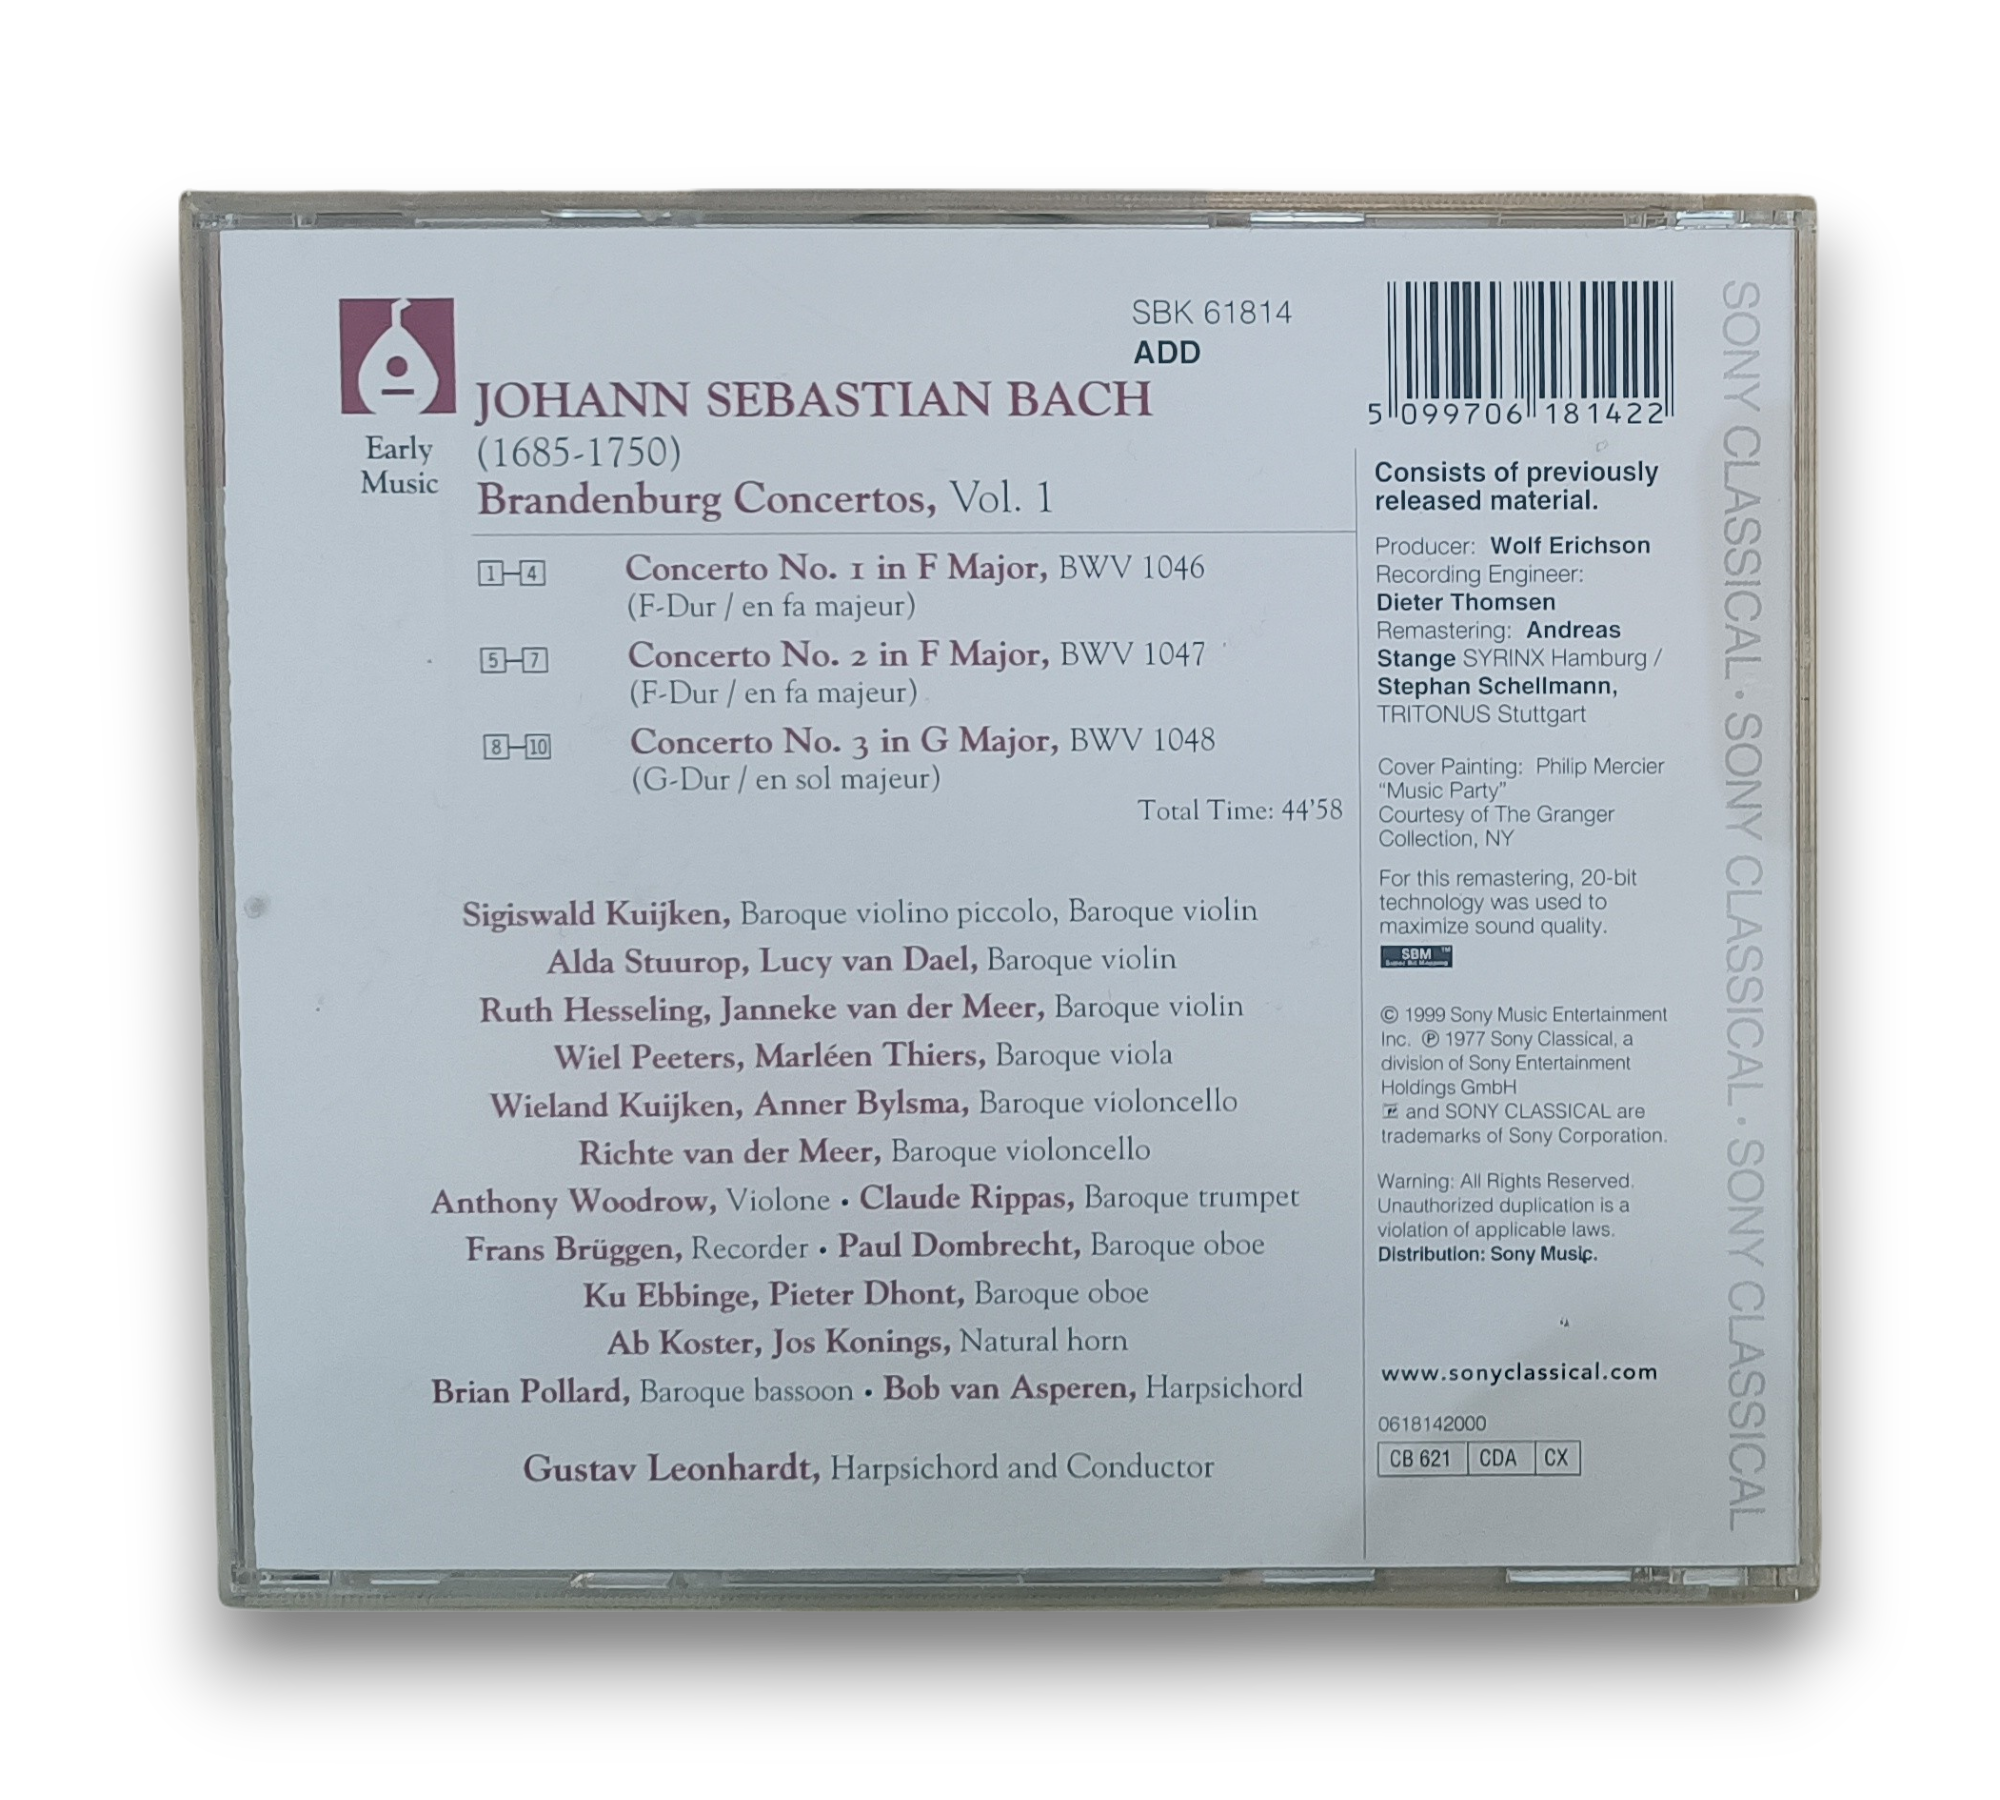 SBK 61814
ADD
JOHANN SEBASTIAN BACH
Early
Music
(1685-1750)
Brandenburg Concertos, Vol. 1
1–4 Concerto No. 1 in F Major, BWV 1046
(F-Dur / en fa majeur)
5–7 Concerto No. 2 in F Major, BWV 1047
(F-Dur / en fa majeur)
8–10 Concerto No. 3 in G Major, BWV 1048
(G-Dur / en sol majeur)
Total Time: 44'58
Sigiswald Kuijken, Baroque violino piccolo, Baroque violin
Alda Stuurop, Lucy van Dael, Baroque violin
Ruth Hesseling, Janneke van der Meer, Baroque violin
Wiel Peeters, Marléen Thiers, Baroque viola
Wieland Kuijken, Anner Bylsma, Baroque violoncello
Richte van der Meer, Baroque violoncello
Anthony Woodrow, Violone • Claude Rippas, Baroque trumpet
Frans Brüggen, Recorder • Paul Dombrecht, Baroque oboe
Ku Ebbinge, Pieter Dhont, Baroque oboe
Ab Koster, Jos Konings, Natural horn
Brian Pollard, Baroque bassoon • Bob van Asperen, Harpsichord
Gustav Leonhardt, Harpsichord and Conductor
5 099706 181422
Consists of previously
released material.
Producer: Wolf Erichson
Recording Engineer:
Dieter Thomsen
Remastering: Andreas
Stange SYRINX Hamburg /
Stephan Schellmann,
TRITONUS Stuttgart
Cover Painting: Philip Mercier
“Music Party”
Courtesy of The Granger
Collection, NY
For this remastering, 20-bit
technology was used to
maximize sound quality.
SBM™
Super Bit Mapping
© 1999 Sony Music Entertainment
Inc. ℗ 1977 Sony Classical, a
division of Sony Entertainment
Holdings GmbH
and SONY CLASSICAL are
trademarks of Sony Corporation.
Warning: All Rights Reserved.
Unauthorized duplication is a
violation of applicable laws.
Distribution: Sony Music.
www.sonyclassical.com
0618142000
CB 621 CDA CX
SONY CLASSICAL • SONY CLASSICAL • SONY CLASSICAL